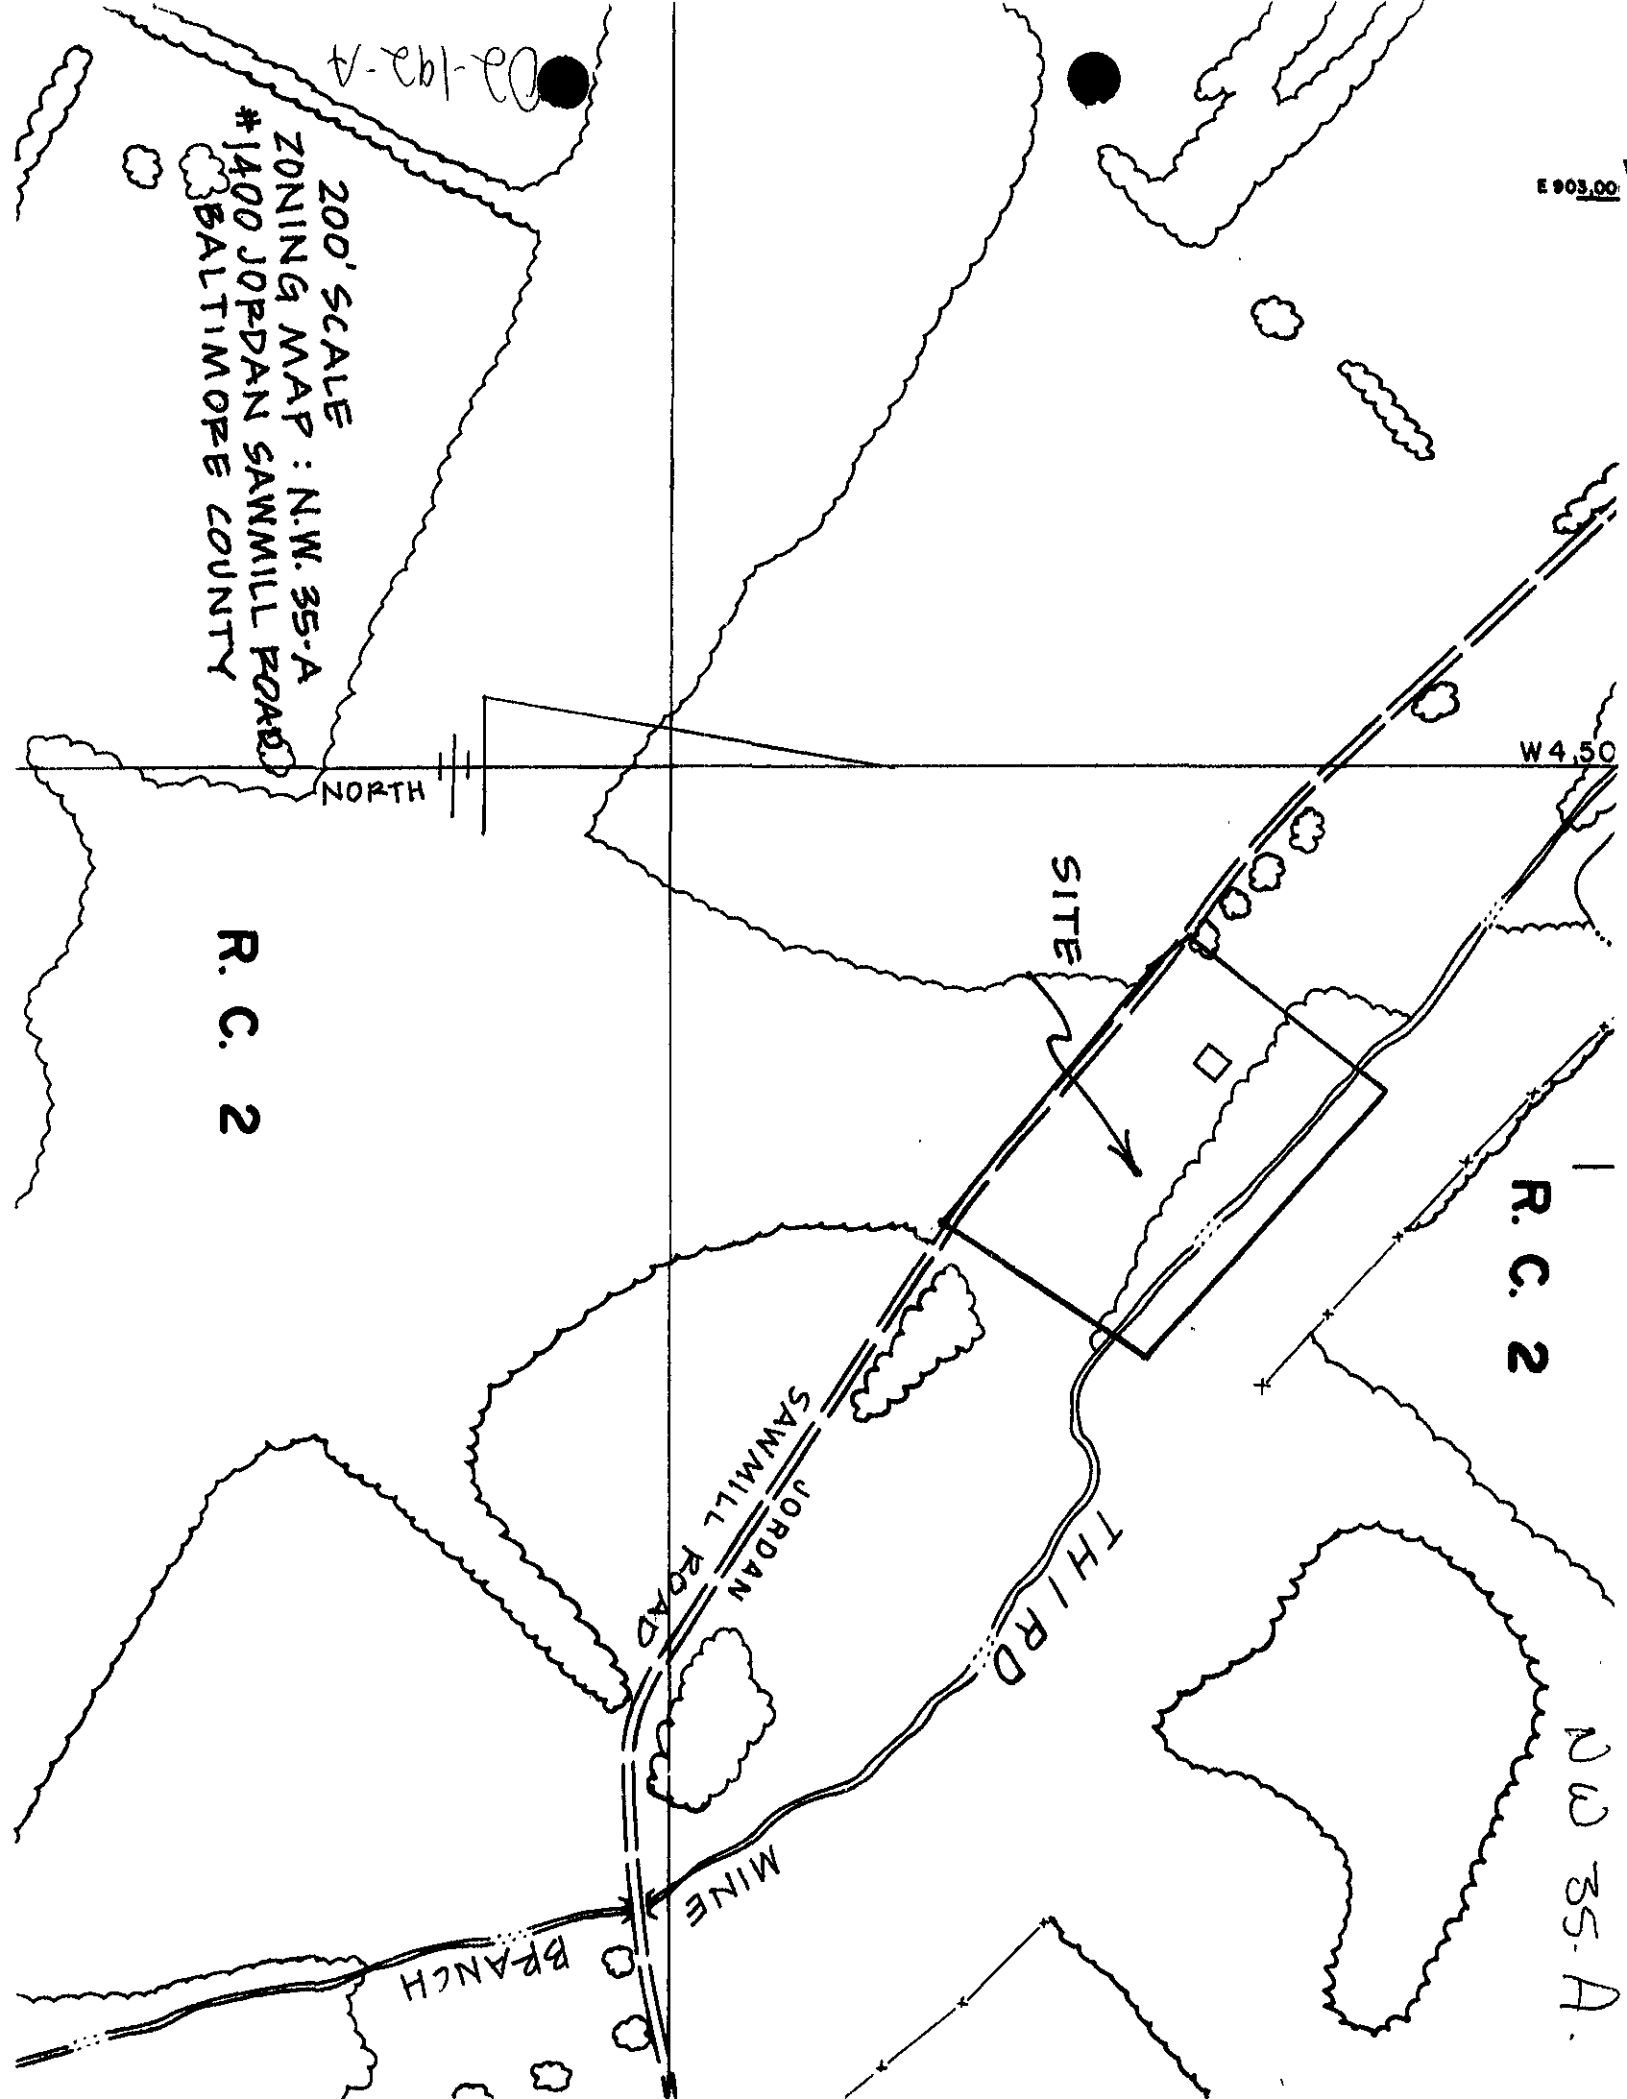 02-192-A
200' SCALE
ZONING MAP : N.W. 35-A
#1400 JORDAN SAWMILL ROAD
BALTIMORE COUNTY
E 903,00
W 4,50
NORTH
SITE
R. C. 2
R. C. 2
JORDAN
SAWMILL ROAD
THIRD
MINE
BRANCH
NW 35-A.